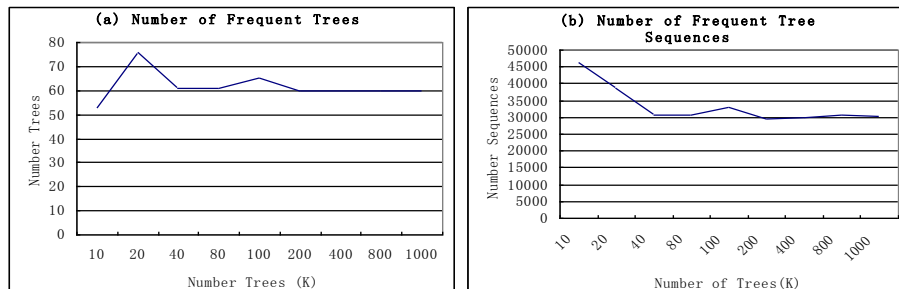 (a) Number of Frequent Trees
80
70
60
50
40
30
20
10
0
Number Trees
10 20 40 80 100 200 400 800 1000
Number Trees (K)
(b) Number of Frequent Tree
Sequences
50000
45000
40000
35000
30000
25000
20000
15000
10000
5000
0
Number Sequences
10 20 40 80 100 200 400 800 1000
Number of Trees(K)